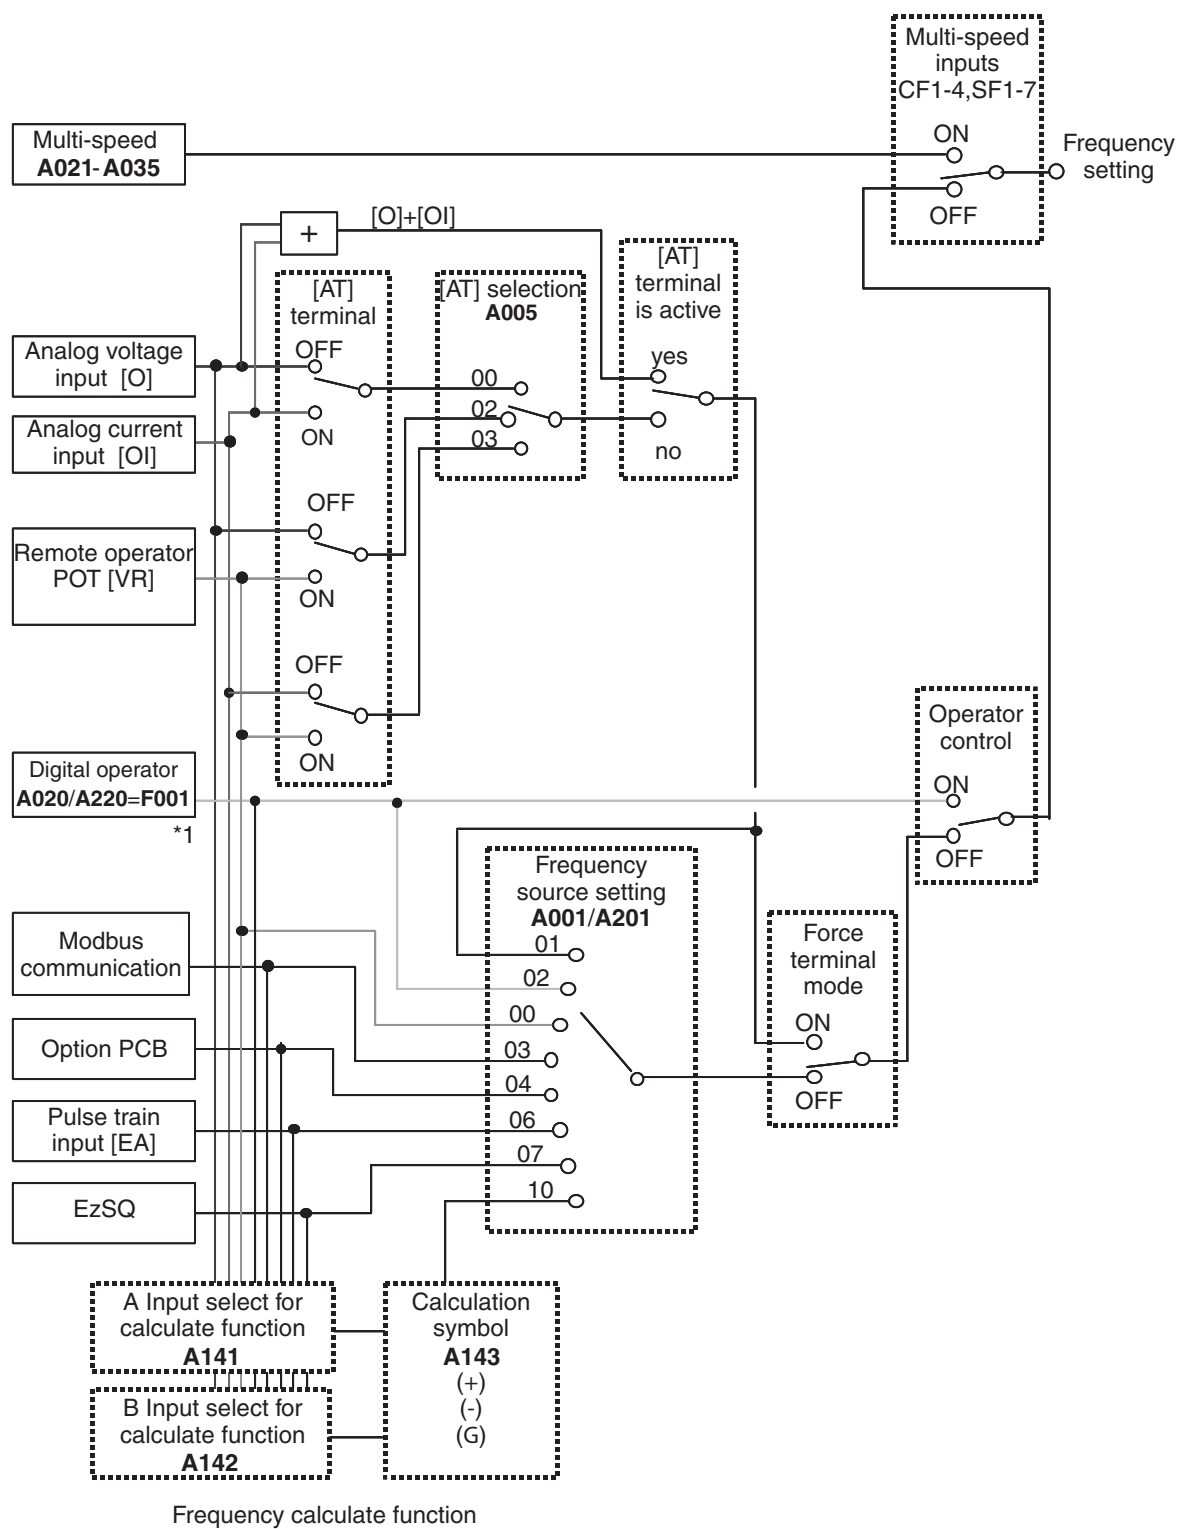 Multi-speed
inputs
CF1-4,SF1-7
ON
OFF
Frequency
setting
Multi-speed
A021-A035
+
[O]+[OI]
[AT]
terminal
OFF
ON
OFF
ON
OFF
ON
[AT] selection
A005
00
02
03
[AT]
terminal
is active
yes
no
Analog voltage
input [O]
Analog current
input [OI]
Remote operator
POT [VR]
Digital operator
A020/A220=F001
*1
Operator
control
ON
OFF
Frequency
source setting
A001/A201
01
02
00
03
04
06
07
10
Force
terminal
mode
ON
OFF
Modbus
communication
Option PCB
Pulse train
input [EA]
EzSQ
A Input select for
calculate function
A141
B Input select for
calculate function
A142
Calculation
symbol
A143
(+)
(-)
(G)
Frequency calculate function